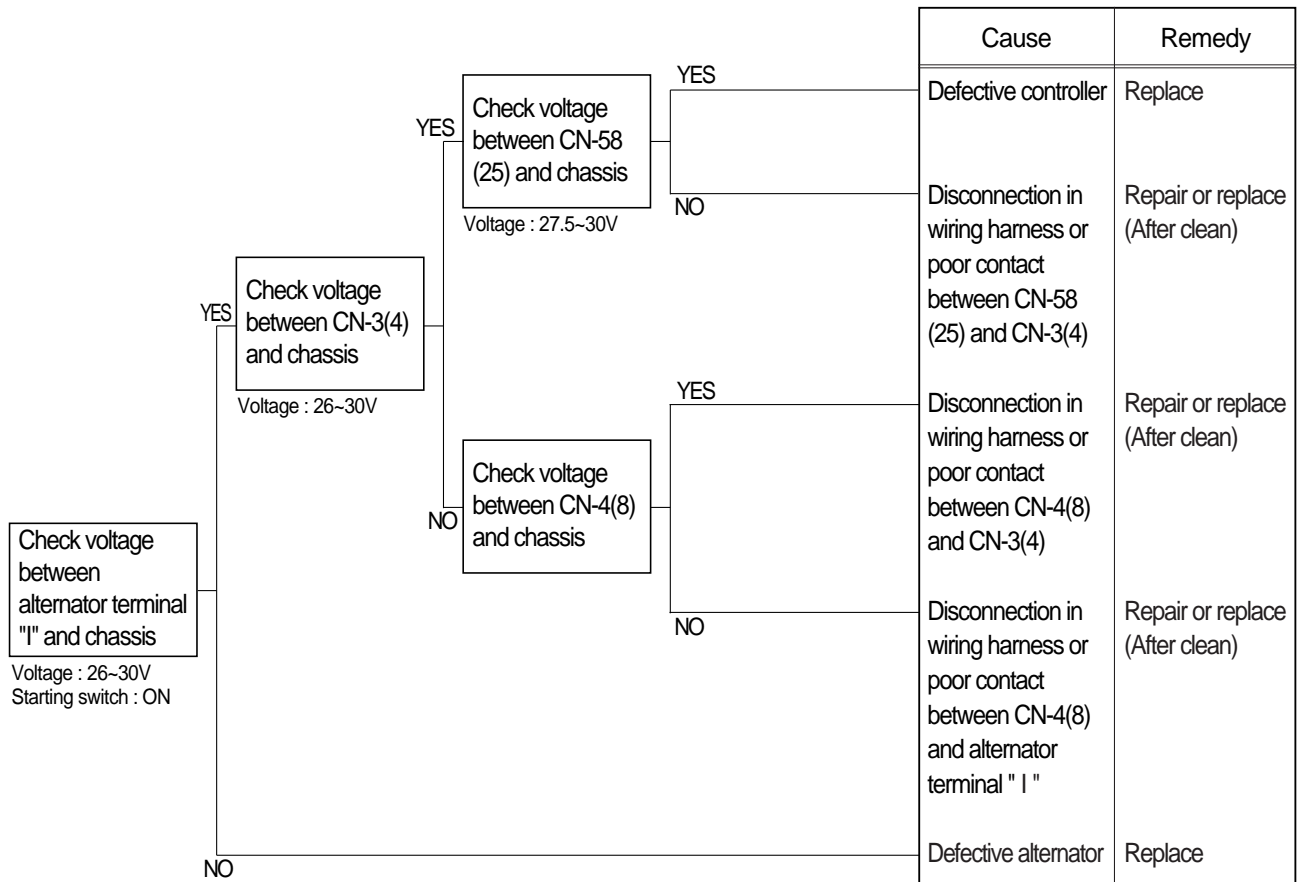 Cause
Remedy
YES
Check voltage
between CN-58
(25) and chassis
YES
Voltage : 27.5~30V
NO
Defective controller
Replace
Disconnection in
wiring harness or
poor contact
between CN-58
(25) and CN-3(4)
Repair or replace
(After clean)
YES
Check voltage
between CN-3(4)
and chassis
Voltage : 26~30V
YES
Check voltage
between CN-4(8)
and chassis
NO
NO
Disconnection in
wiring harness or
poor contact
between CN-4(8)
and CN-3(4)
Repair or replace
(After clean)
Check voltage
between
alternator terminal
"I" and chassis
Voltage : 26~30V
Starting switch : ON
Disconnection in
wiring harness or
poor contact
between CN-4(8)
and alternator
terminal " I "
Repair or replace
(After clean)
NO
Defective alternator
Replace